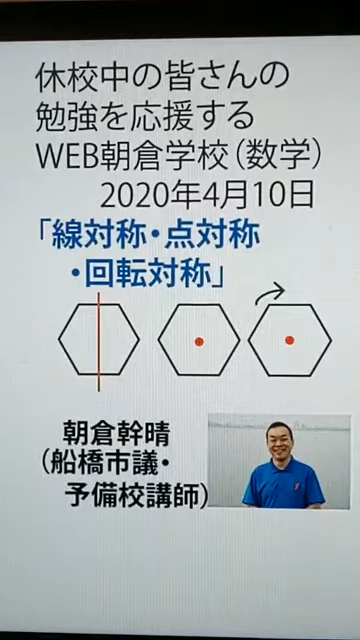 休校中の皆さんの
勉強を応援する
WEB朝倉学校(数学)
2020年4月10日
「線対称・点対称
・回転対称」
朝倉幹晴
(船橋市議・
予備校講師)